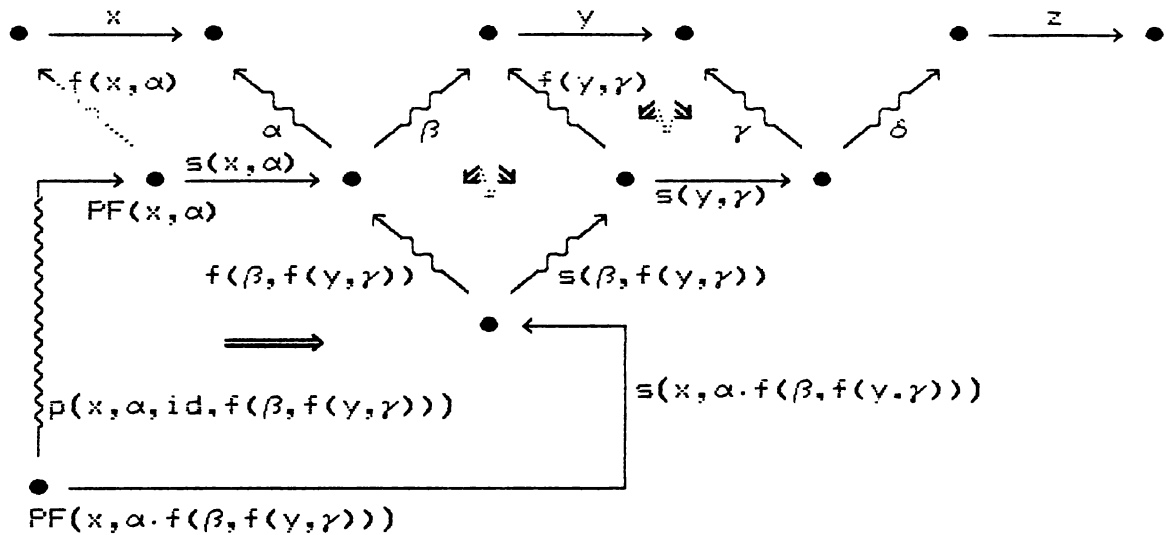 x y z
f(x,α) f(y,γ)
α β γ δ
s(x,α) s(y,γ)
PF(x,α)
f(β,f(y,γ)) s(β,f(y,γ))
p(x,α,id,f(β,f(y,γ))) s(x,α·f(β,f(y.γ)))
PF(x,α·f(β,f(y,γ)))